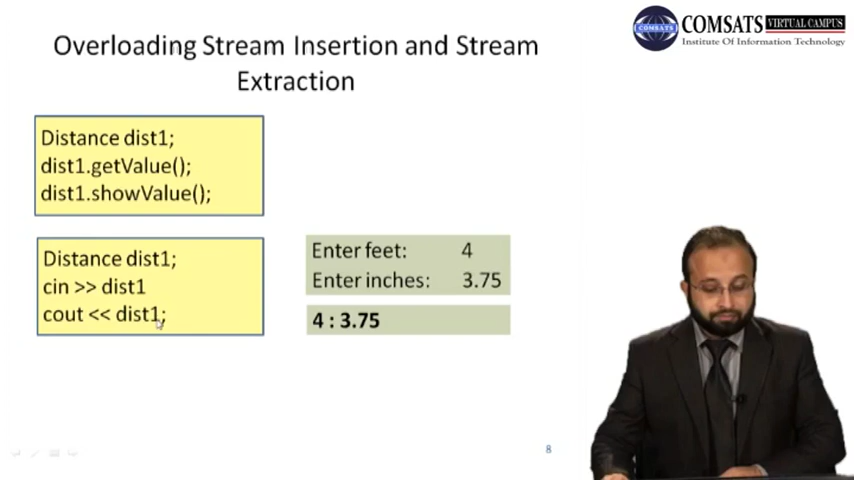 COMSATS VIRTUAL CAMPUS
Institute Of Information Technology
COMSATS
Overloading Stream Insertion and Stream
Extraction
Distance dist1;
dist1.getValue();
dist1.showValue();
Distance dist1;
cin >> dist1
cout << dist1;
Enter feet: 4
Enter inches: 3.75
4 : 3.75
8